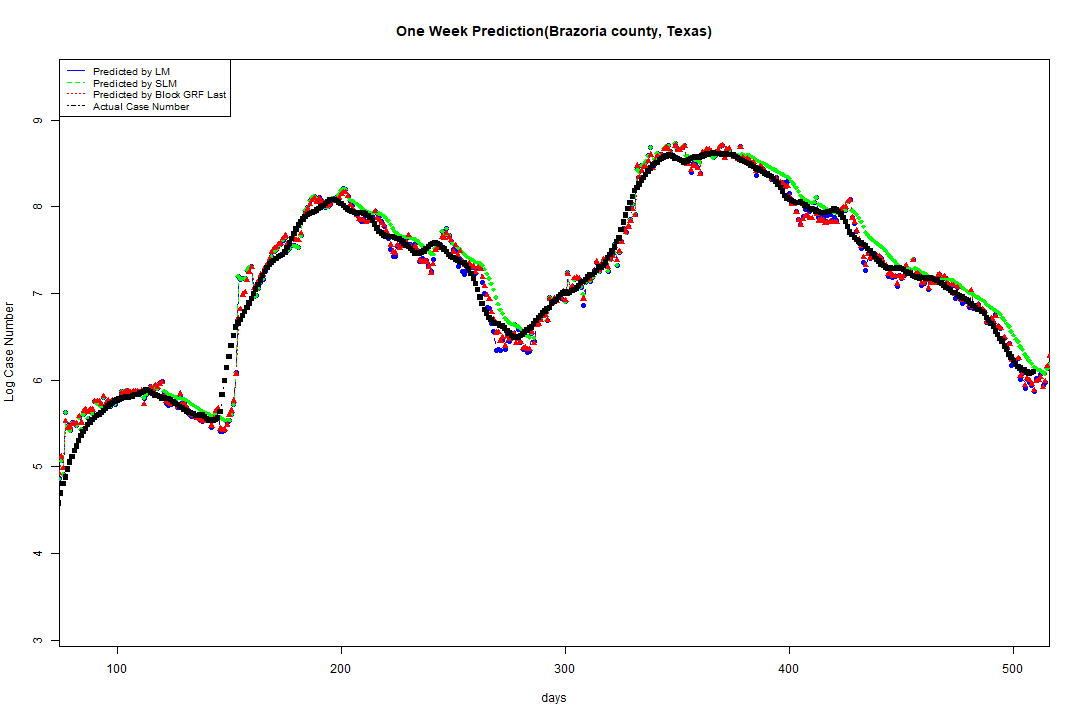 One Week Prediction(Brazoria county, Texas)
Predicted by LM
Predicted by SLM
Predicted by Block GRF Last
Actual Case Number
9
8
7
6
5
4
3
Log Case Number
100 200 300 400 500
days